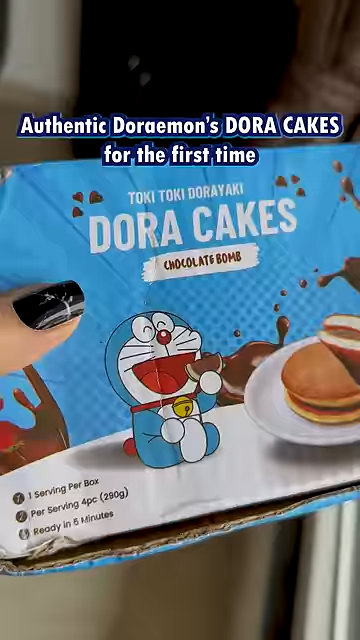 Authentic Doraemon's DORA CAKES
for the first time
TOKI TOKI DORAYAKI
DORA CAKES
CHOCOLATE BOMB
1 Serving Per Box
Per Serving 4pc (280g)
Ready in 5 Minutes